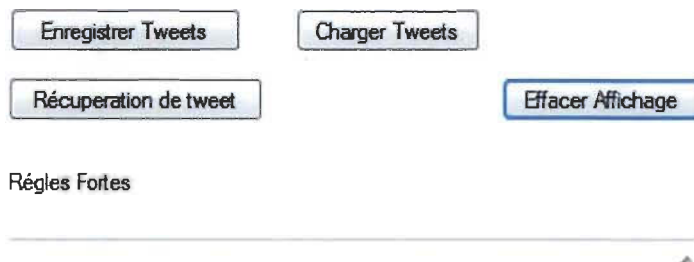 Enregistrer Tweets Charger Tweets
Récuperation de tweet Effacer Affichage
Régles Fortes